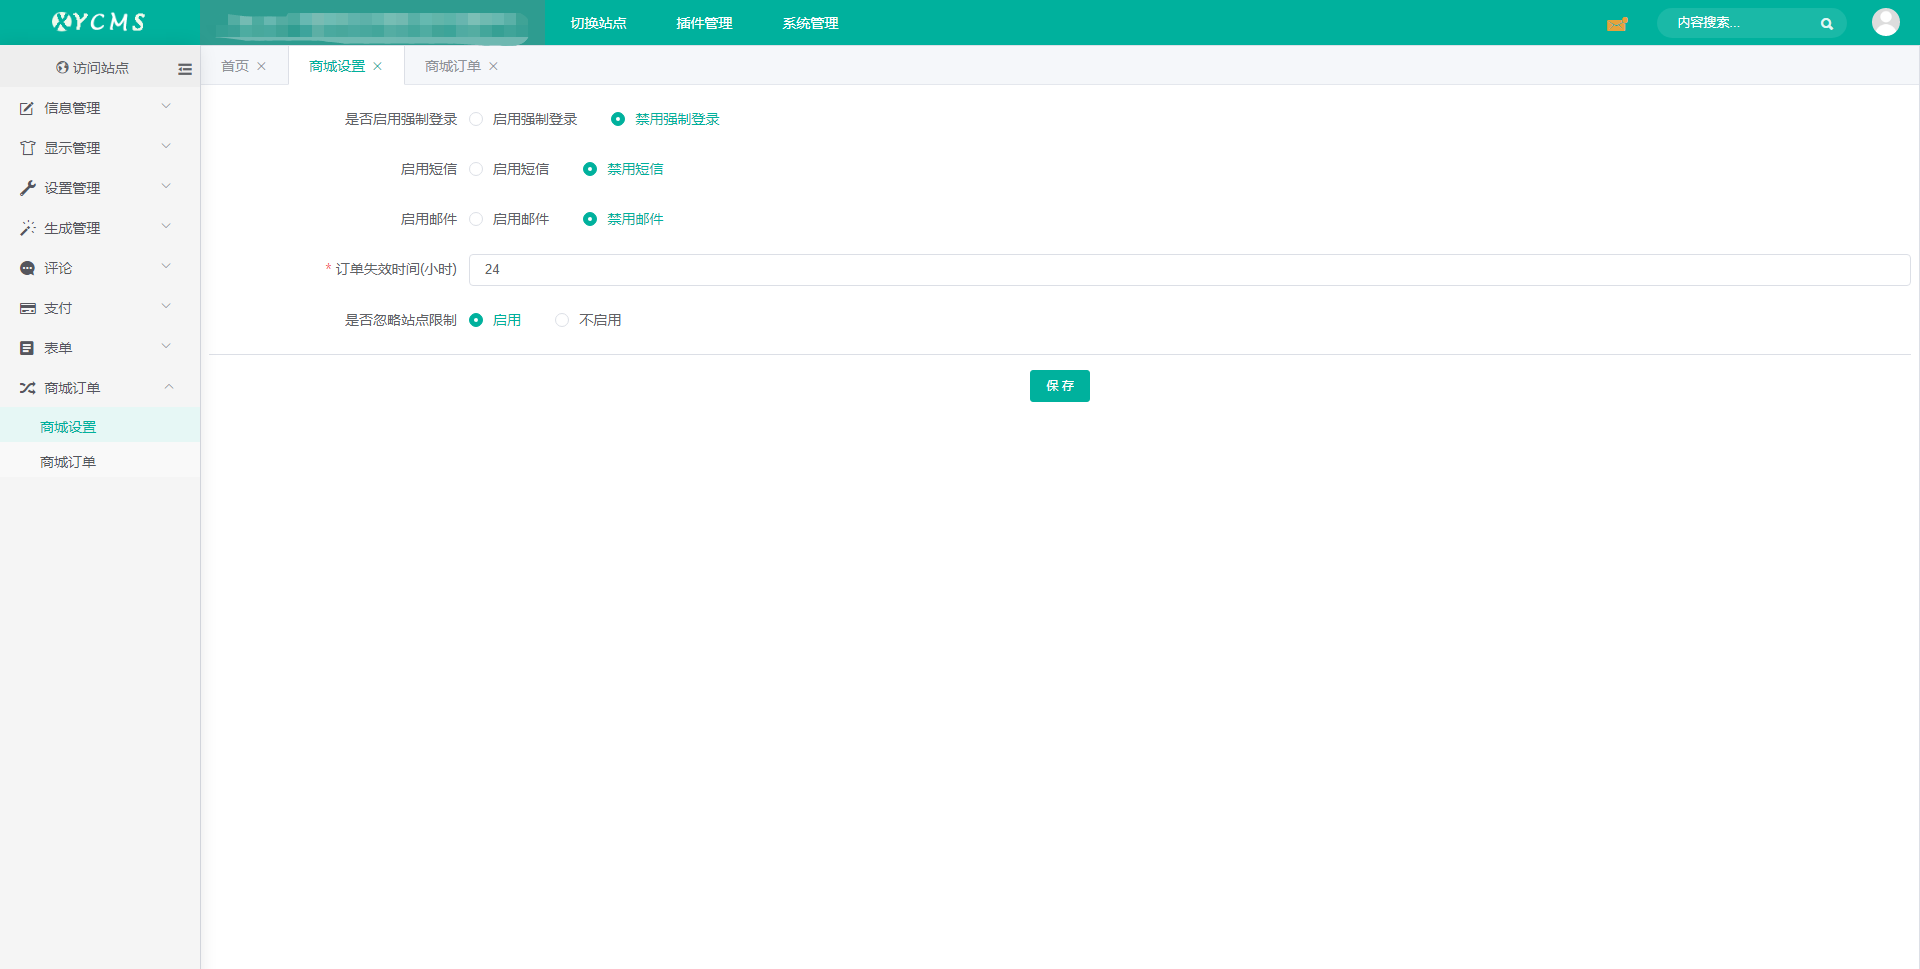 XYCMS
切换站点 插件管理 系统管理 内容搜索...
访问站点
首页 商城设置 商城订单
信息管理
显示管理
设置管理
生成管理
评论
支付
表单
商城订单
商城设置
商城订单
是否启用强制登录 启用强制登录 禁用强制登录
启用短信 启用短信 禁用短信
启用邮件 启用邮件 禁用邮件
* 订单失效时间(小时) 24
是否忽略站点限制 启用 不启用
保 存